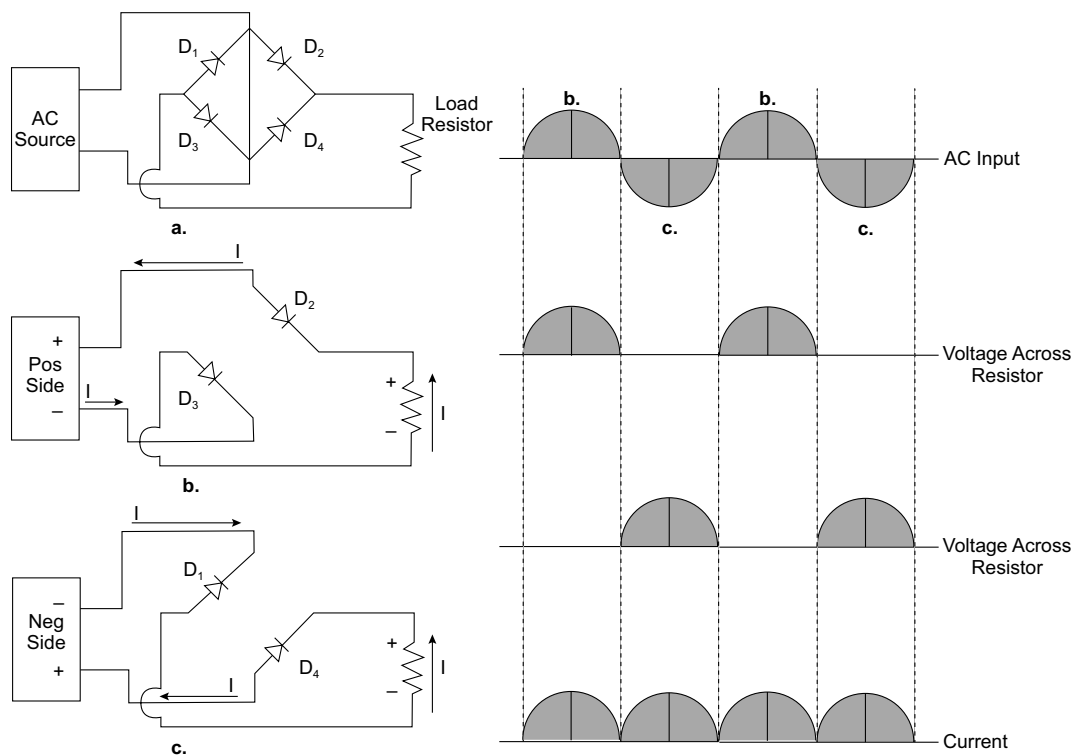 D1
D2
AC
Source
D3
D4
Load
Resistor
a.
I
D2
+
Pos
Side
–
I
D3
+
–
I
b.
I
D1
–
Neg
Side
+
D4
I
+
–
I
c.
b.
b.
AC Input
c.
c.
Voltage Across
Resistor
Voltage Across
Resistor
Current